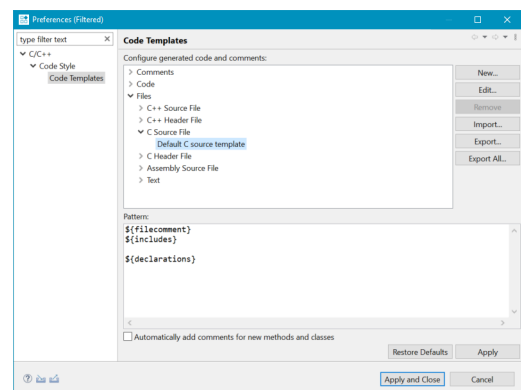 Preferences (Filtered)
type filter text
Code Templates
C/C++
Code Style
Code Templates
Configure generated code and comments:
Comments
Code
Files
C++ Source File
C++ Header File
C Source File
Default C source template
C Header File
Assembly Source File
Text
New...
Edit...
Remove
Import...
Export...
Export All...
Pattern:
${filecomment}
${includes}
${declarations}
Automatically add comments for new methods and classes
Restore Defaults
Apply
Apply and Close
Cancel